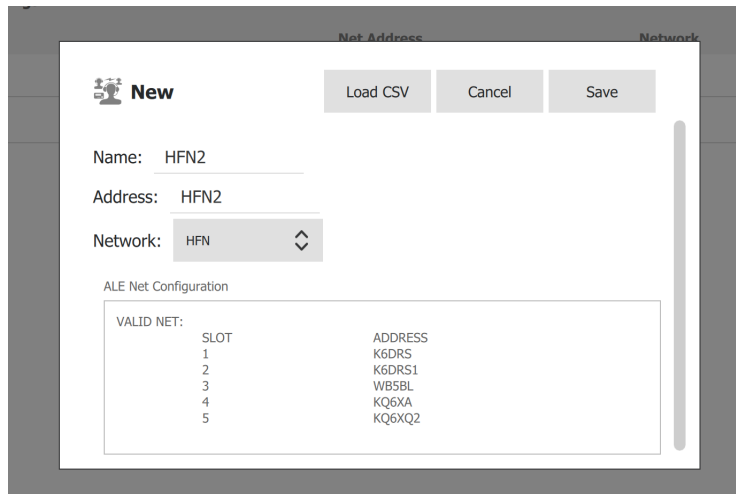 Net Address Network
New Load CSV Cancel Save
Name: HFN2
Address: HFN2
Network: HFN
ALE Net Configuration
VALID NET:
SLOT ADDRESS
1 K6DRS
2 K6DRS1
3 WB5BL
4 KQ6XA
5 KQ6XQ2